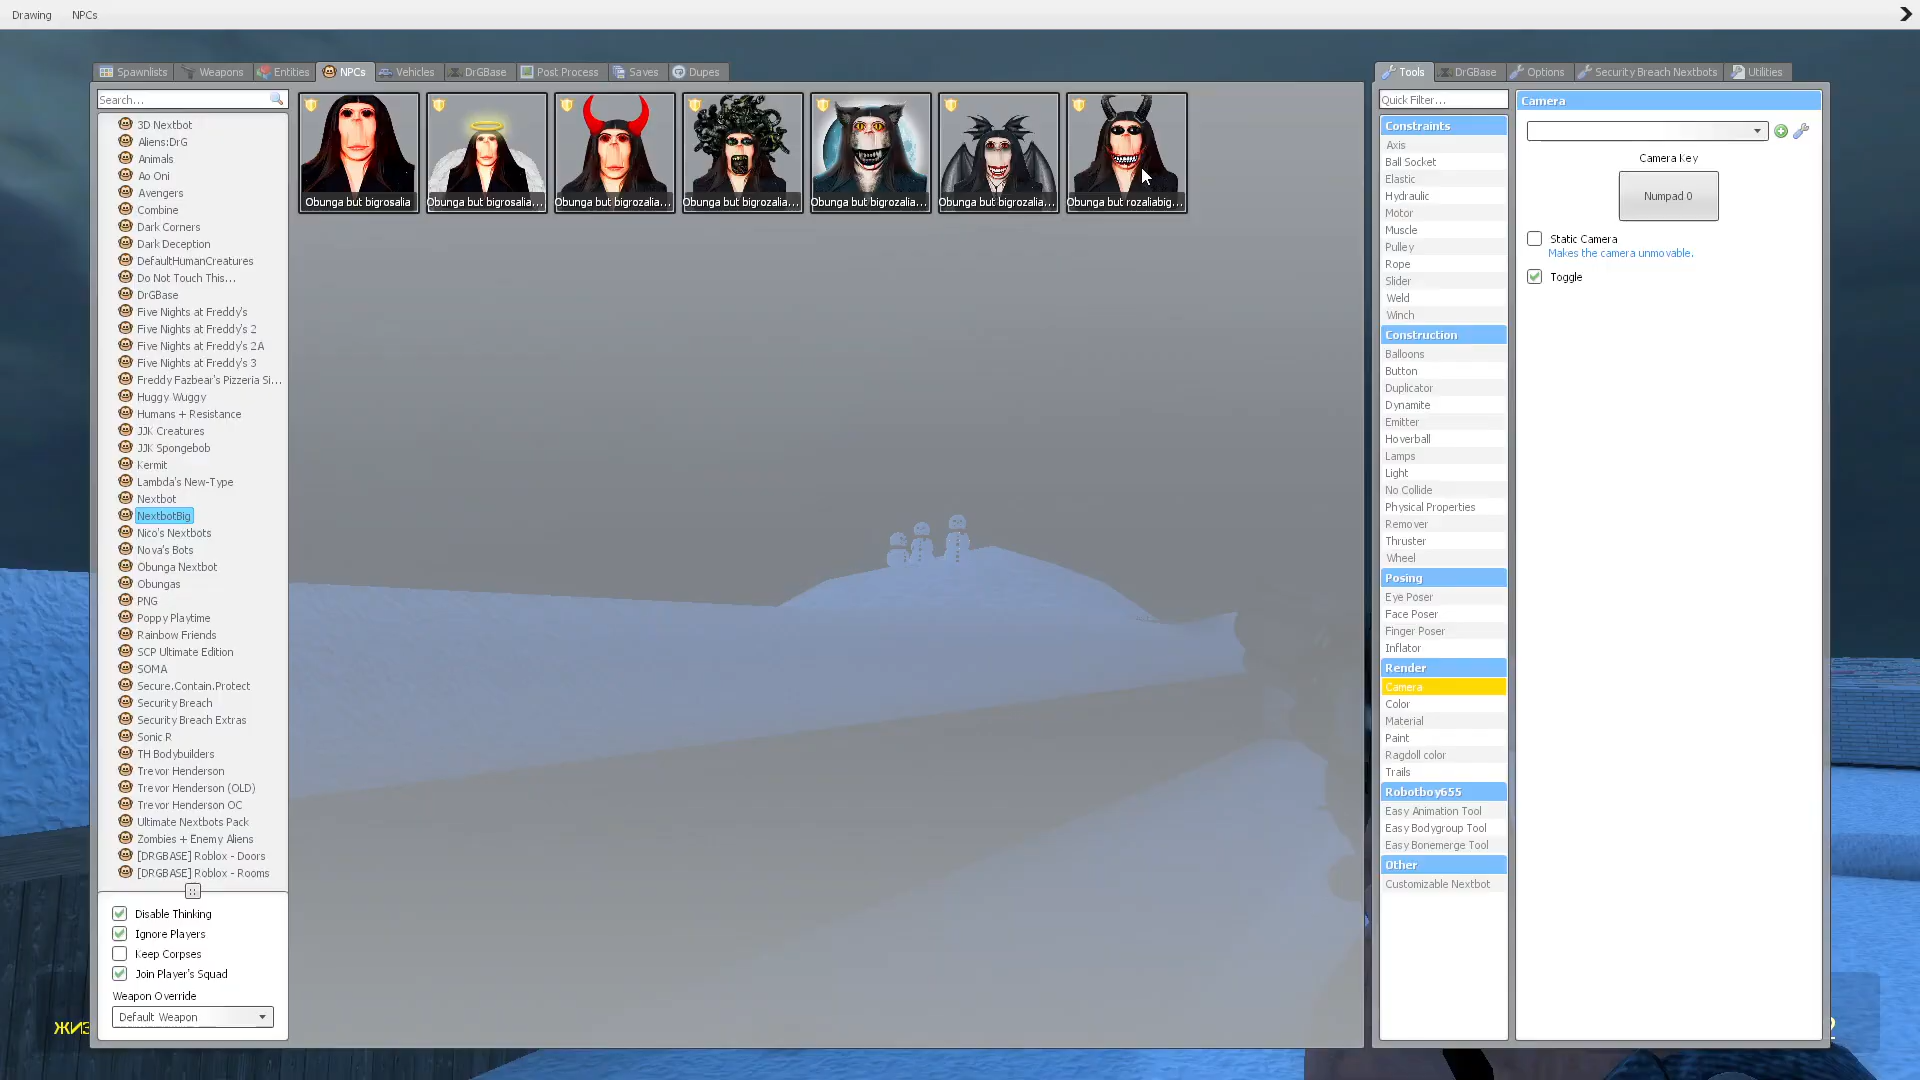 Drawing NPCs
Spawnlists Weapons Entities NPCs Vehicles DrGBase Post Process Saves Dupes
Search...
3D Nextbot
Aliens:DrG
Animals
Ao Oni
Avengers
Combine
Dark Corners
Dark Deception
DefaultHumanCreatures
Do Not Touch This...
DrGBase
Five Nights at Freddy's
Five Nights at Freddy's 2
Five Nights at Freddy's 2A
Five Nights at Freddy's 3
Freddy Fazbear's Pizzeria Si...
Huggy Wuggy
Humans + Resistance
JJK Creatures
JJK Spongebob
Kermit
Lambda's New-Type
Nextbot
NextbotBig
Nico's Nextbots
Nova's Bots
Obunga Nextbot
Obungas
PNG
Poppy Playtime
Rainbow Friends
SCP Ultimate Edition
SOMA
Secure.Contain.Protect
Security Breach
Security Breach Extras
Sonic R
TH Bodybuilders
Trevor Henderson
Trevor Henderson (OLD)
Trevor Henderson OC
Ultimate Nextbots Pack
Zombies + Enemy Aliens
[DRGBASE] Roblox - Doors
[DRGBASE] Roblox - Rooms
Disable Thinking
Ignore Players
Keep Corpses
Join Player's Squad
Weapon Override
Default Weapon
ЖИЗ
Obunga but bigrosalia
Obunga but bigrosalia...
Obunga but bigrozalia...
Obunga but bigrozalia...
Obunga but bigrozalia...
Obunga but bigrozalia...
Obunga but rozaliabig...
Tools DrGBase Options Security Breach Nextbots Utilities
Quick Filter...
Constraints
Axis
Ball Socket
Elastic
Hydraulic
Motor
Muscle
Pulley
Rope
Slider
Weld
Winch
Construction
Balloons
Button
Duplicator
Dynamite
Emitter
Hoverball
Lamps
Light
No Collide
Physical Properties
Remover
Thruster
Wheel
Posing
Eye Poser
Face Poser
Finger Poser
Inflator
Render
Camera
Color
Material
Paint
Ragdoll color
Trails
Robotboy655
Easy Animation Tool
Easy Bodygroup Tool
Easy Bonemerge Tool
Other
Customizable Nextbot
Camera
Camera Key
Numpad 0
Static Camera
Makes the camera unmovable.
Toggle